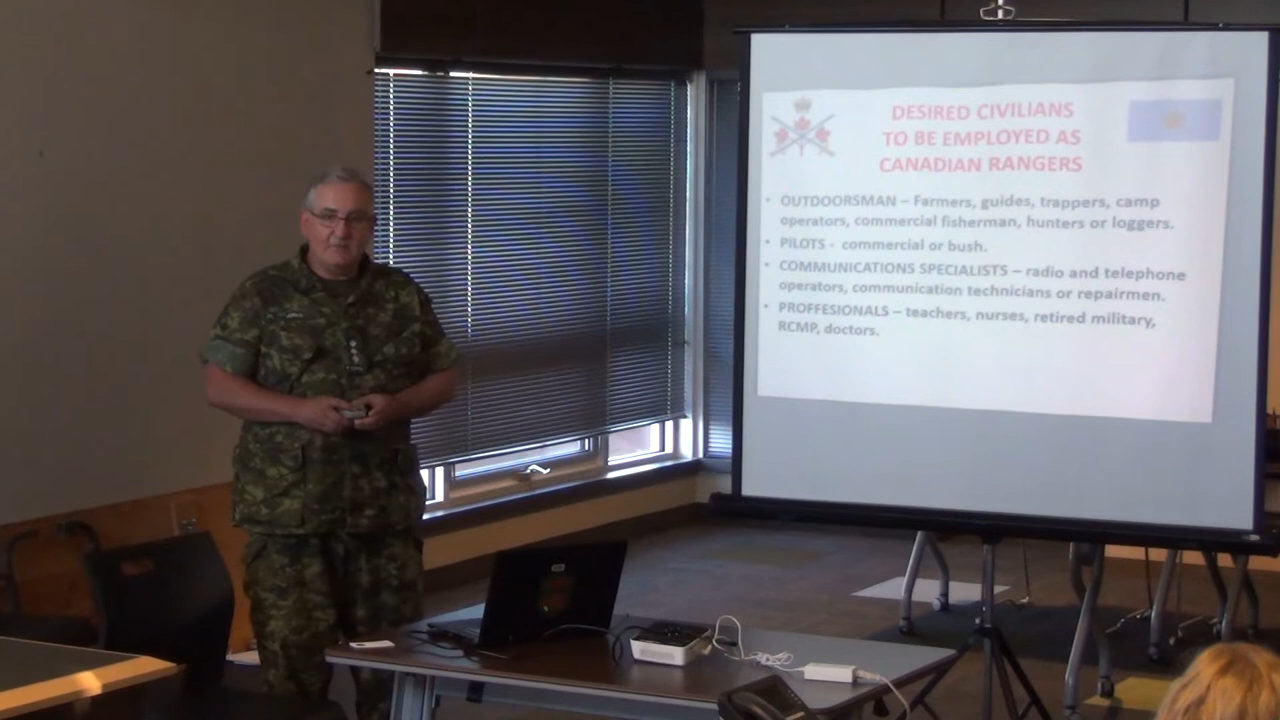 DESIRED CIVILIANS
TO BE EMPLOYED AS
CANADIAN RANGERS
• OUTDOORSMAN – Farmers, guides, trappers, camp
operators, commercial fisherman, hunters or loggers.
• PILOTS - commercial or bush.
• COMMUNICATIONS SPECIALISTS – radio and telephone
operators, communication technicians or repairmen.
• PROFFESIONALS – teachers, nurses, retired military,
RCMP, doctors.